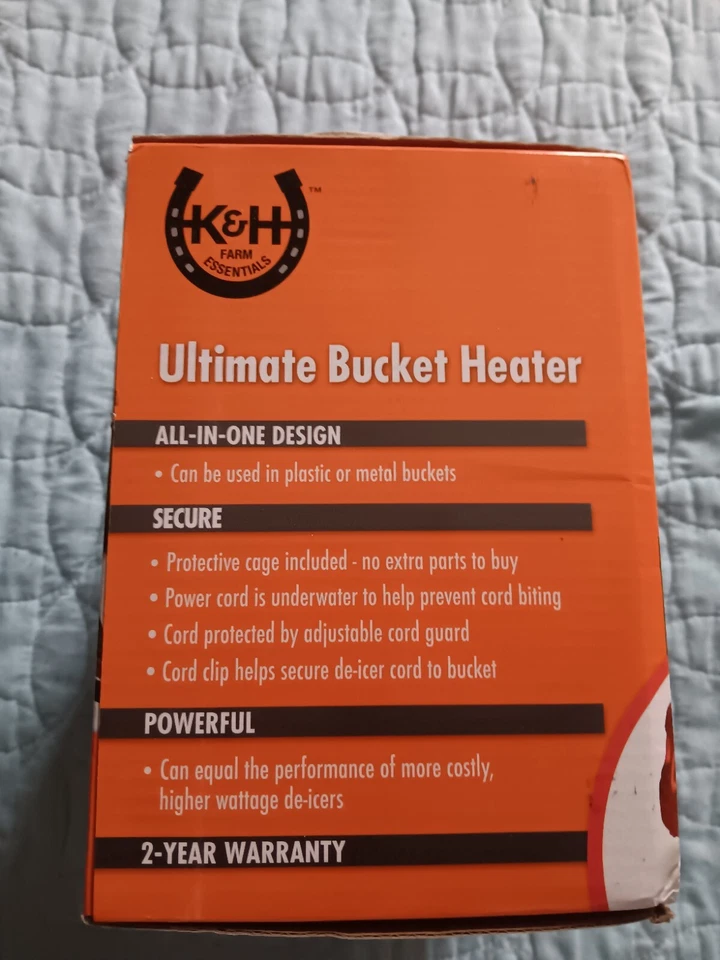 K&H
™
FARM
ESSENTIALS
Ultimate Bucket Heater
ALL-IN-ONE DESIGN
• Can be used in plastic or metal buckets
SECURE
• Protective cage included - no extra parts to buy
• Power cord is underwater to help prevent cord biting
• Cord protected by adjustable cord guard
• Cord clip helps secure de-icer cord to bucket
POWERFUL
• Can equal the performance of more costly,
higher wattage de-icers
2-YEAR WARRANTY